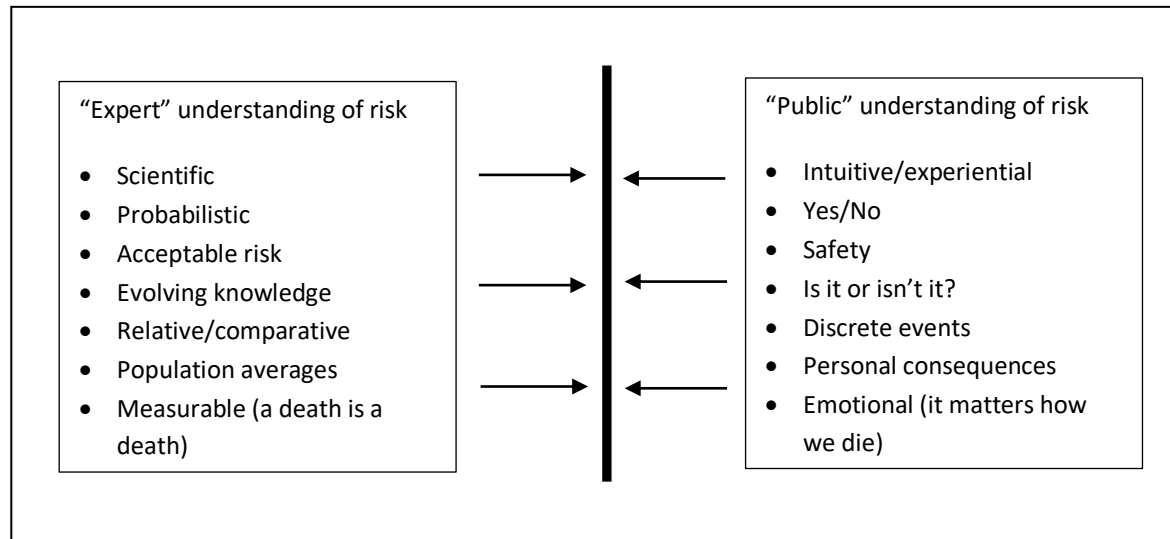 “Expert” understanding of risk
• Scientific
• Probabilistic
• Acceptable risk
• Evolving knowledge
• Relative/comparative
• Population averages
• Measurable (a death is a
death)
“Public” understanding of risk
• Intuitive/experiential
• Yes/No
• Safety
• Is it or isn’t it?
• Discrete events
• Personal consequences
• Emotional (it matters how
we die)